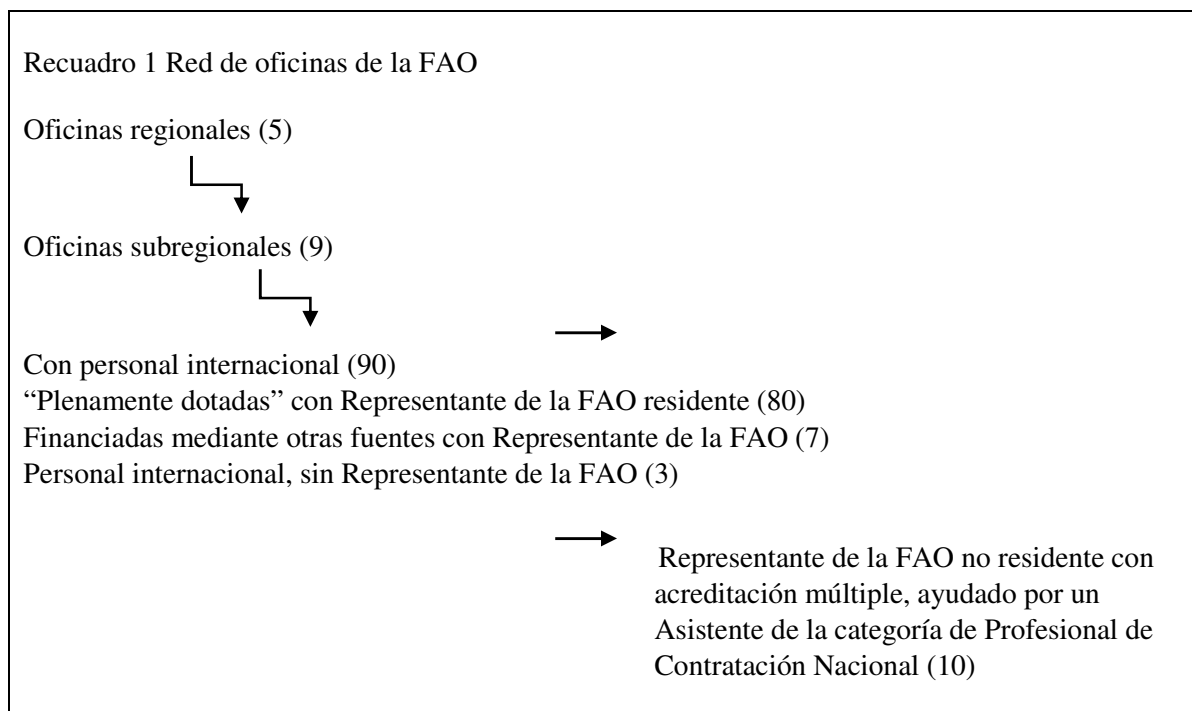 Recuadro 1 Red de oficinas de la FAO
Oficinas regionales (5)
Oficinas subregionales (9)
Con personal internacional (90)
“Plenamente dotadas” con Representante de la FAO residente (80)
Financiadas mediante otras fuentes con Representante de la FAO (7)
Personal internacional, sin Representante de la FAO (3)
Representante de la FAO no residente con
acreditación múltiple, ayudado por un
Asistente de la categoría de Profesional de
Contratación Nacional (10)